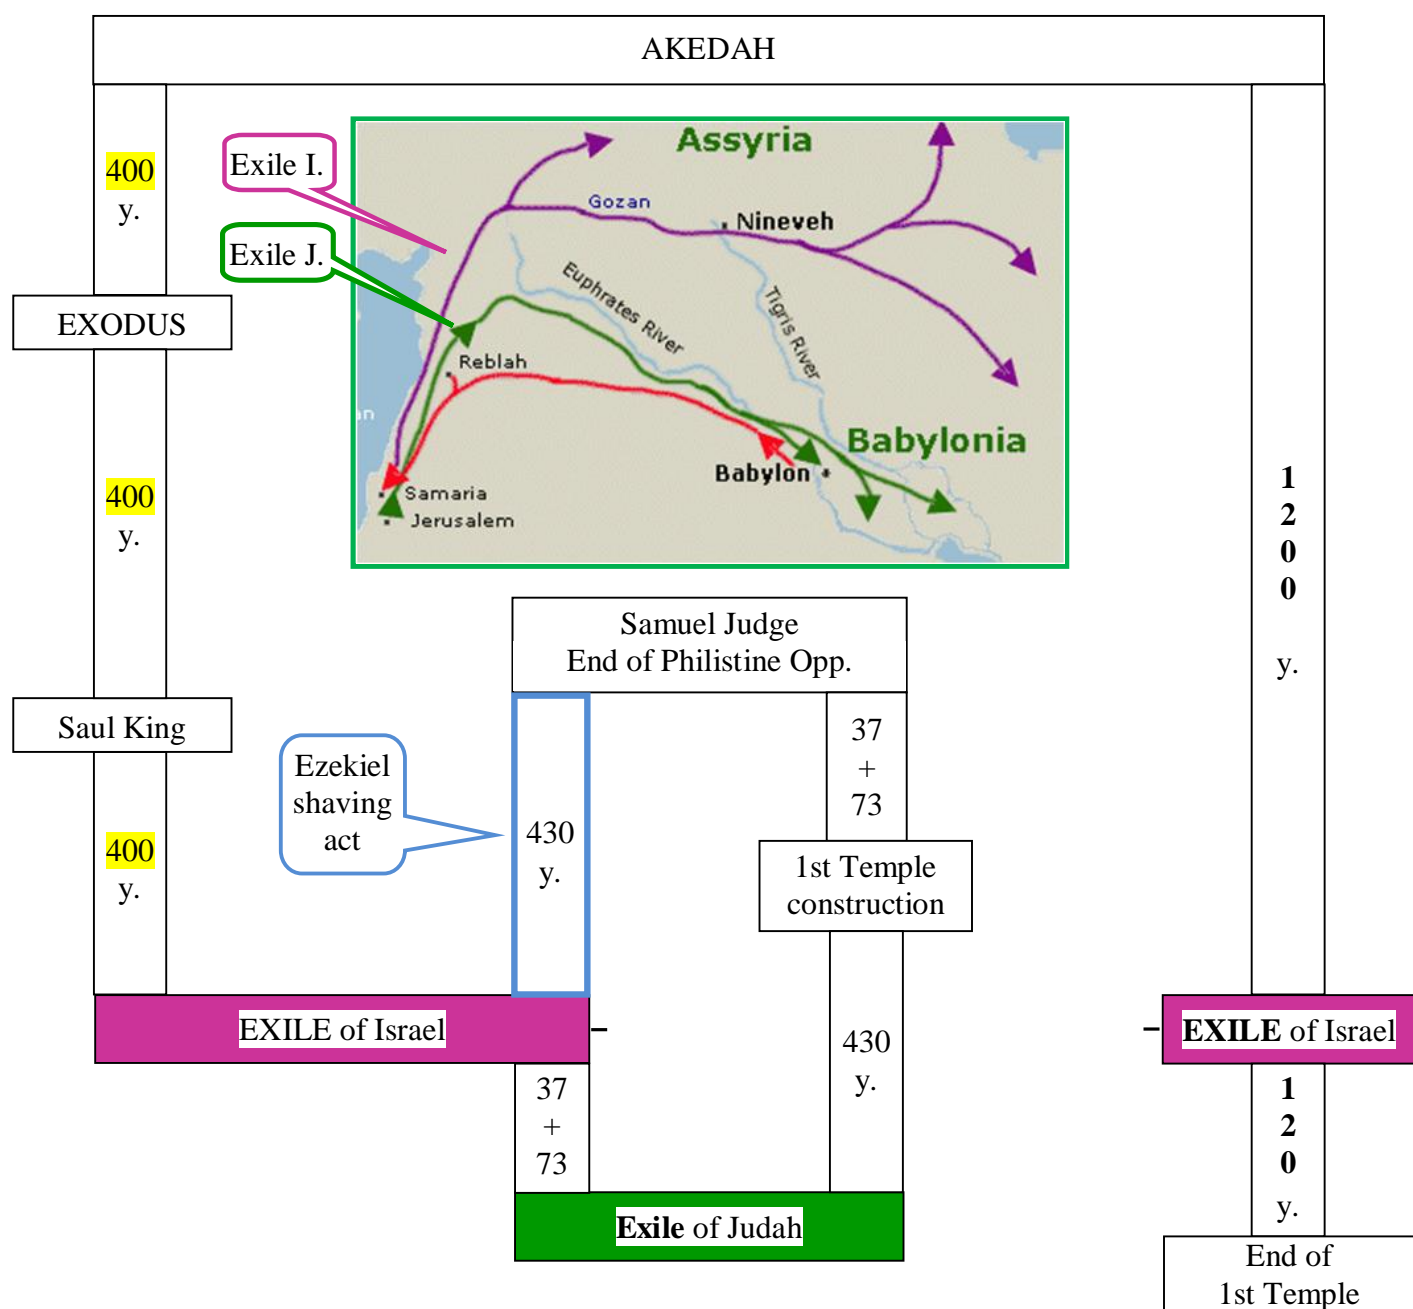 AKEDAH
400
y.
EXODUS
400
y.
Saul King
400
y.
Exile I.
Exile J.
Assyria
Gozan
Nineveh
Euphrates River
Tigris River
Reblah
an
Babylonia
Babylon
Samaria
Jerusalem
Samuel Judge
End of Philistine Opp.
Ezekiel
shaving
act
430
y.
37
+
73
1st Temple
construction
430
y.
EXILE of Israel
37
+
73
Exile of Judah
1
2
0
0
y.
EXILE of Israel
1
2
0
y.
End of
1st Temple